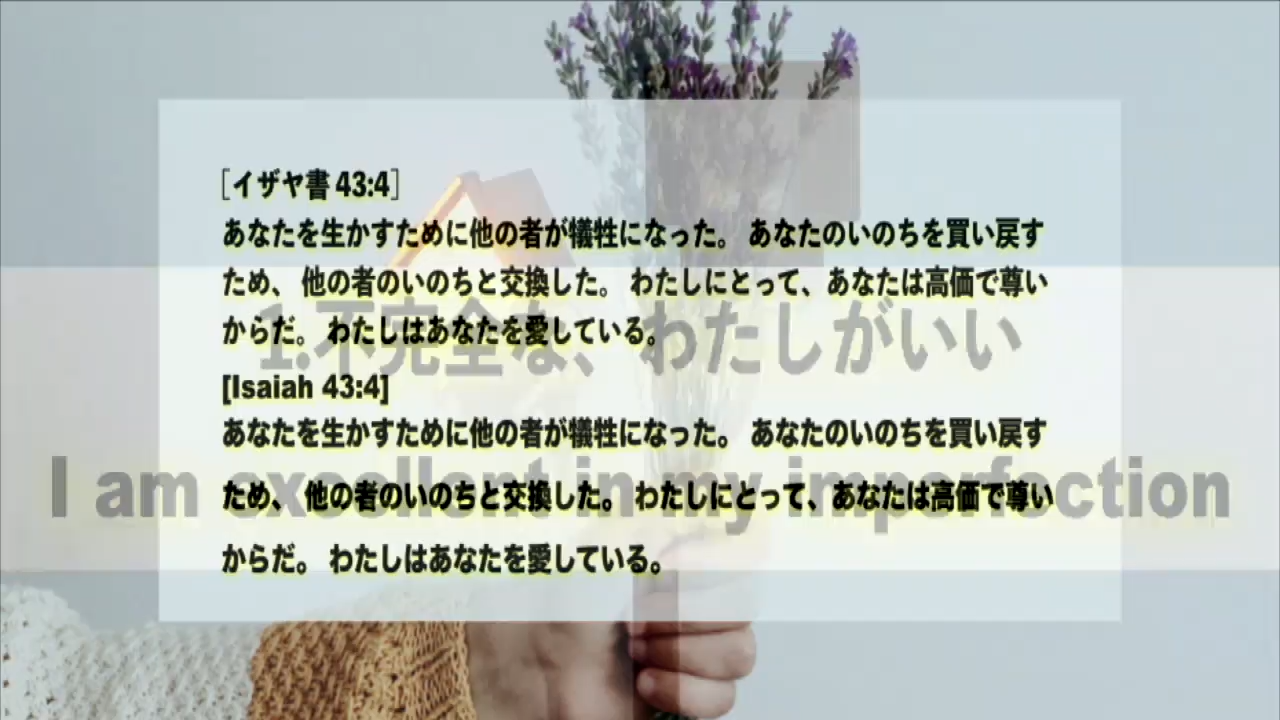 ［イザヤ書 43:4］
あなたを生かすために他の者が犠牲になった。 あなたのいのちを買い戻す
ため、 他の者のいのちと交換した。 わたしにとって、あなたは高価で尊い
からだ。 わたしはあなたを愛している。
1.不完全な、わたしがいい
[Isaiah 43:4]
あなたを生かすために他の者が犠牲になった。 あなたのいのちを買い戻す
I am excellent in my imperfection
ため、 他の者のいのちと交換した。 わたしにとって、あなたは高価で尊い
からだ。 わたしはあなたを愛している。